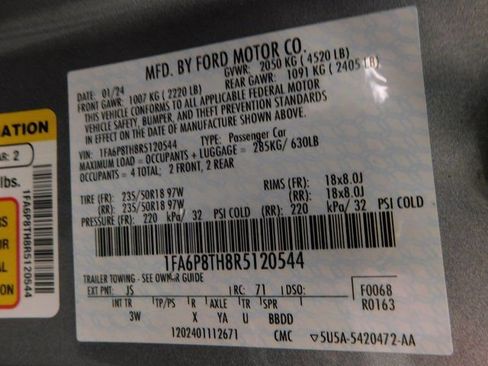 MFD. BY FORD MOTOR CO.
DATE: 01/24 GVWR: 2050 KG (4520 LB)
FRONT GAWR: 1007 KG (2220 LB) REAR GAWR: 1091 KG (2405 LB)
THIS VEHICLE CONFORMS TO ALL APPLICABLE FEDERAL MOTOR
VEHICLE SAFETY, BUMPER, AND THEFT PREVENTION STANDARDS
IN EFFECT ON THE DATE OF MANUFACTURE SHOWN ABOVE.
VIN: 1FA6P8TH8R5120544 TYPE: Passenger Car
MAXIMUM LOAD = OCCUPANTS + LUGGAGE = 285KG/ 630LB
OCCUPANTS = 4 TOTAL: 2 FRONT, 2 REAR
TIRE (FR): 235/50R18 97W RIMS (FR): 18x8.0J
(RR): 235/50R18 97W (RR): 18x8.0J
PRESSURE (FR): 220 kPa/ 32 PSI COLD (RR): 220 kPa/ 32 PSI COLD
1FA6P8TH8R5120544
TRAILER TOWING - SEE OWNER GUIDE
EXT PNT: JS RC: 71 DSO: F0068
INT TR TP/PS R AXLE TR SPR R0163
3W X YA U BBDD
1202401112671 CMC 5U5A-5420472-AA
ATION
AR: 2
lbs.
1FA6P8TH8R5120544